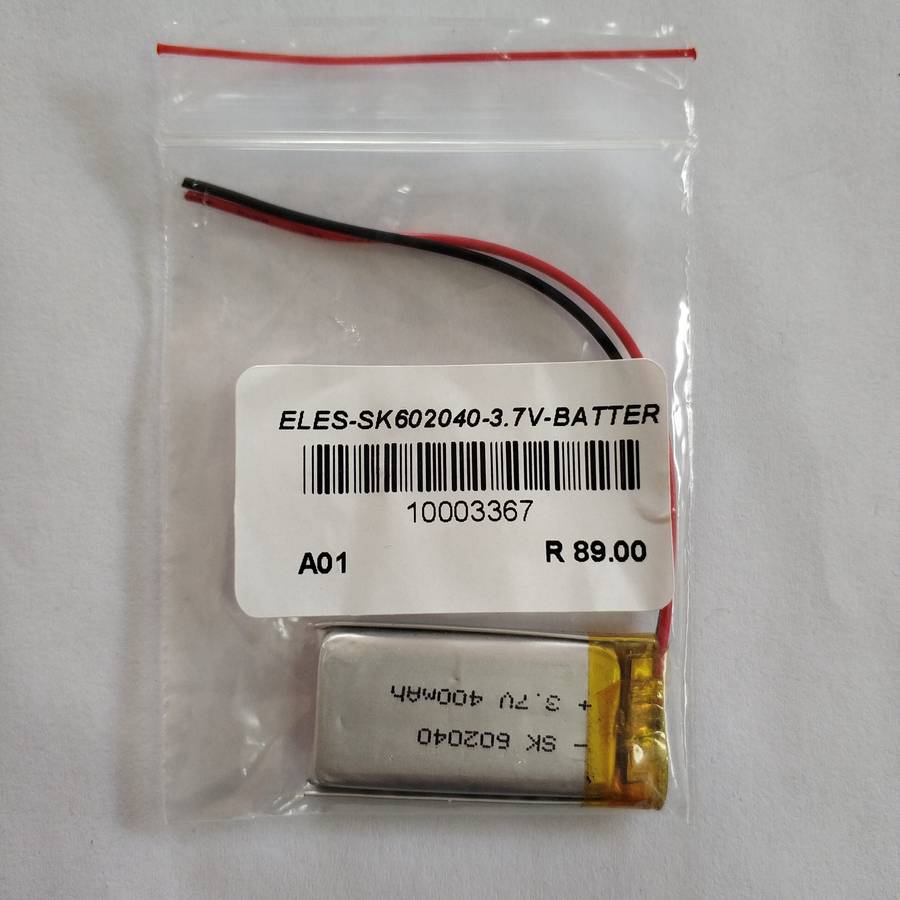 ELES-SK602040-3.7V-BATTER
10003367
A01
R 89.00
- SK 602040
+ 3.7V 400mAh